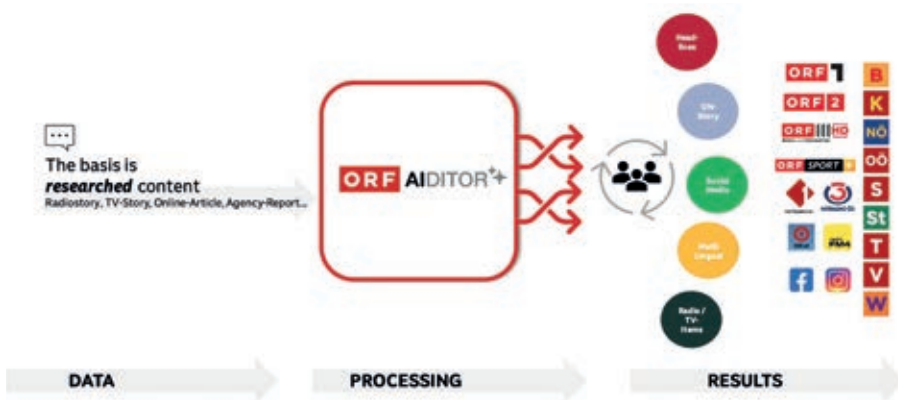 The basis is
researched content
Radiostory, TV-Story, Online-Article, Agency-Report...
ORF AIDITOR
Head-
lines
Social
Media
Multi
Lingual
Radio /
TV-
Items
ORF 1
ORF 2
ORF III HD
ORF SPORT +
B
K
NÖ
OÖ
S
St
T
V
W
DATA
PROCESSING
RESULTS